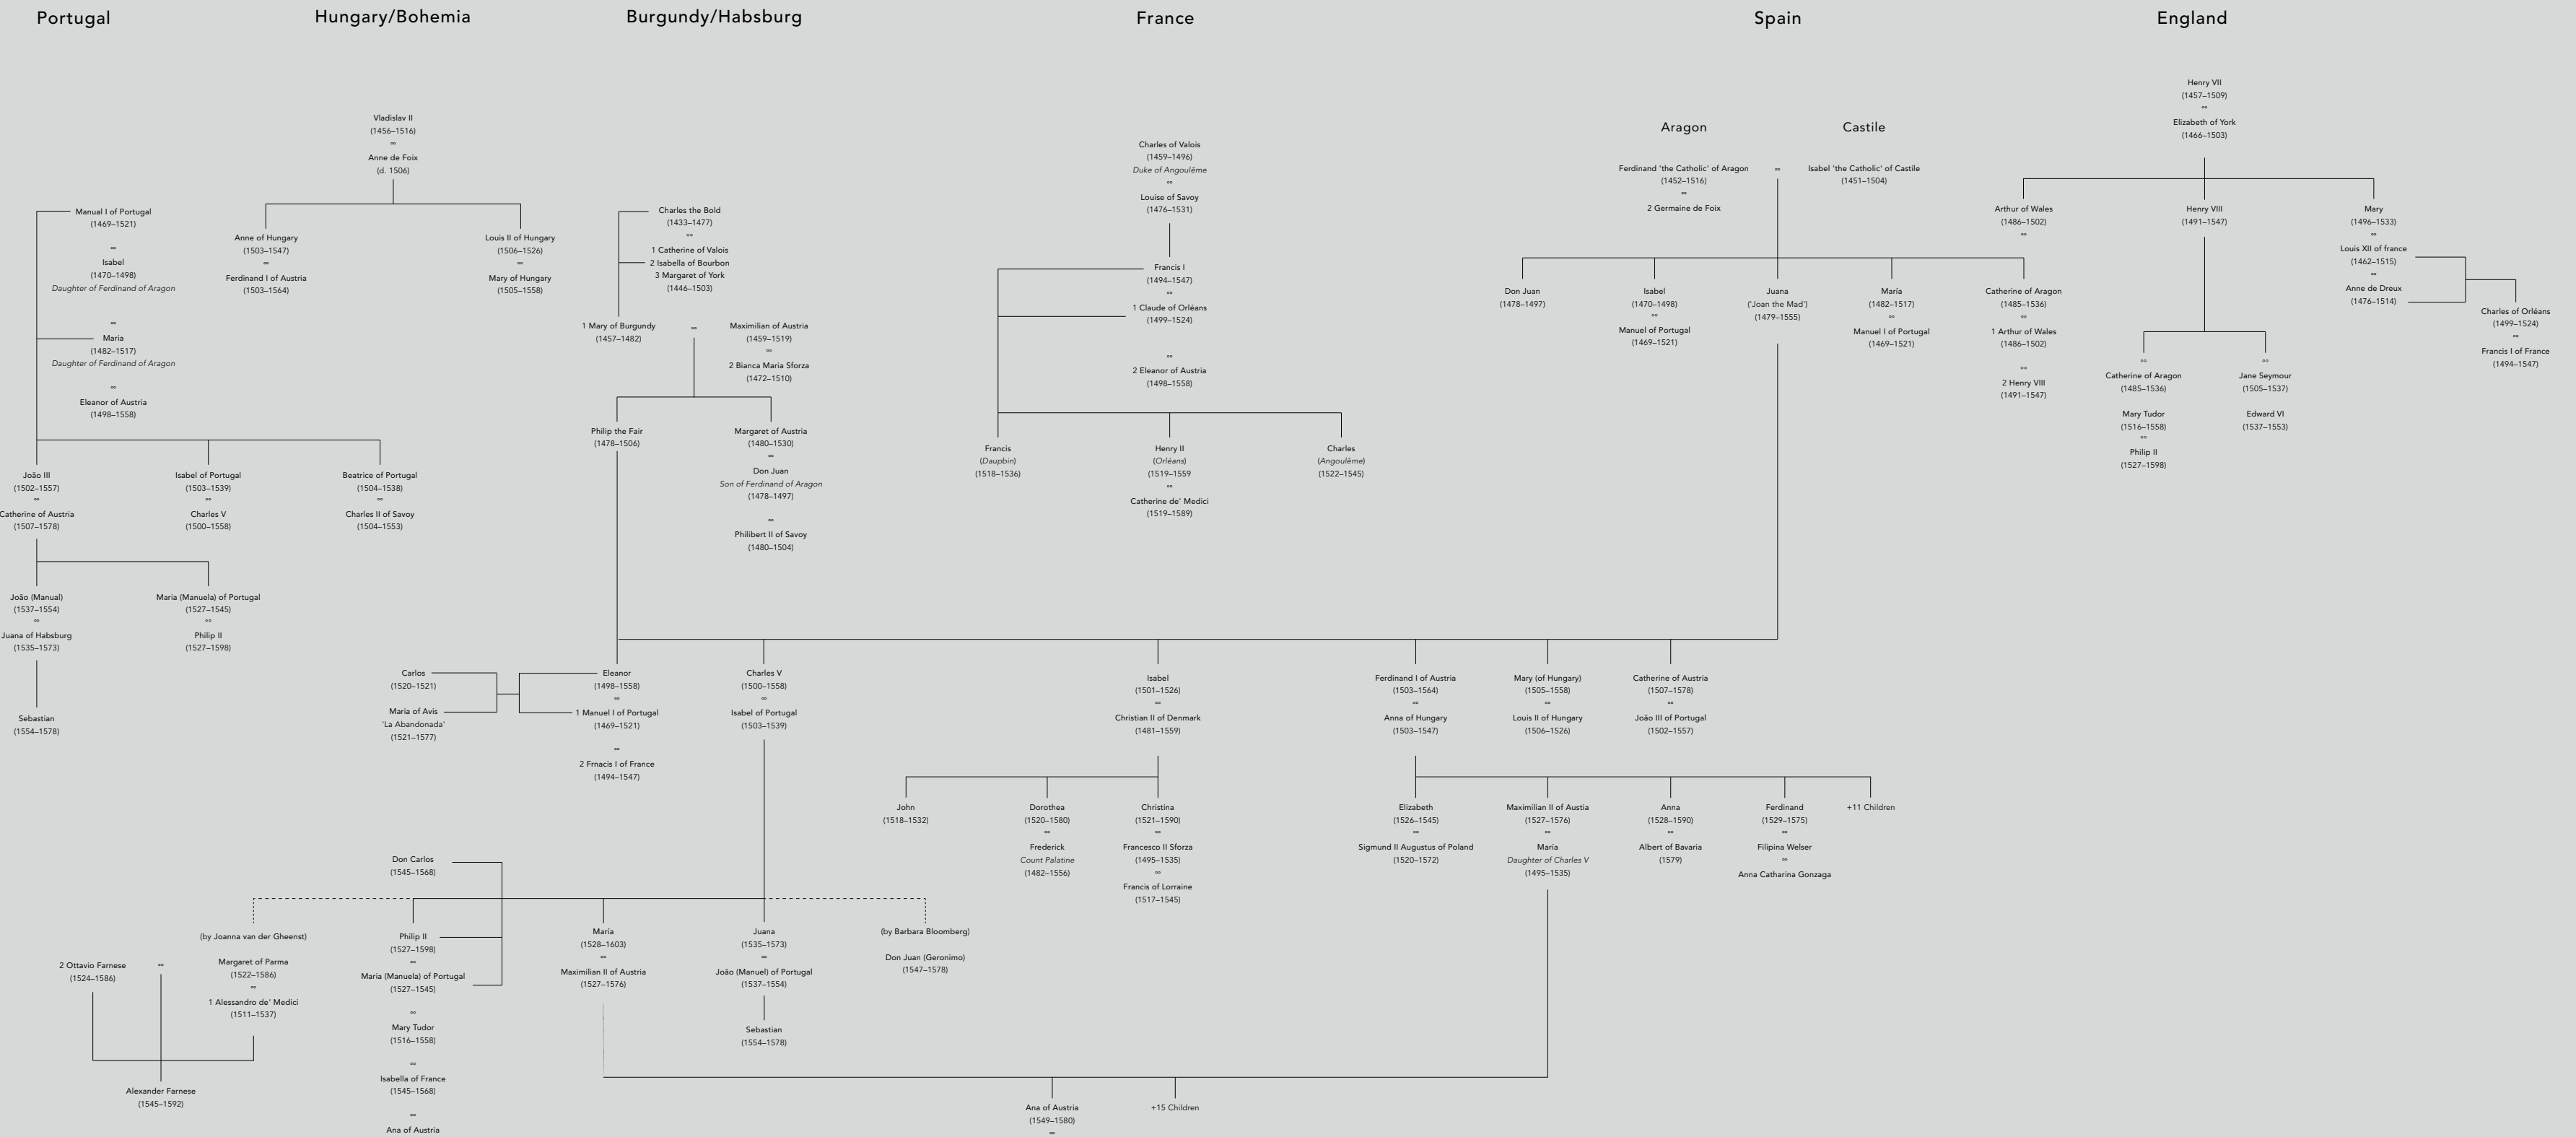 Portugal
Hungary/Bohemia
Burgundy/Habsburg
France
Spain
England
Manual I of Portugal
(1469–1521)
∞
Isabel
(1470–1498)
Daughter of Ferdinand of Aragon
∞
Maria
(1482–1517)
Daughter of Ferdinand of Aragon
∞
Eleanor of Austria
(1498–1558)
João III
(1502–1557)
∞
Catherine of Austria
(1507–1578)
Isabel of Portugal
(1503–1539)
∞
Charles V
(1500–1558)
Beatrice of Portugal
(1504–1538)
∞
Charles II of Savoy
(1504–1553)
João (Manual)
(1537–1554)
∞
Juana of Habsburg
(1535–1573)
Maria (Manuela) of Portugal
(1527–1545)
∞
Philip II
(1527–1598)
Sebastian
(1554–1578)
Vladislav II
(1456–1516)
∞
Anne de Foix
(d. 1506)
Anne of Hungary
(1503–1547)
∞
Ferdinand I of Austria
(1503–1564)
Louis II of Hungary
(1506–1526)
∞
Mary of Hungary
(1505–1558)
Charles the Bold
(1433–1477)
∞
1 Catherine of Valois
2 Isabella of Bourbon
3 Margaret of York
(1446–1503)
1 Mary of Burgundy
(1457–1482)
∞
Maximilian of Austria
(1459–1519)
∞
2 Bianca Maria Sforza
(1472–1510)
Philip the Fair
(1478–1506)
Margaret of Austria
(1480–1530)
∞
Don Juan
Son of Ferdinand of Aragon
(1478–1497)
∞
Philibert II of Savoy
(1480–1504)
Charles of Valois
(1459–1496)
Duke of Angoulême
∞
Louise of Savoy
(1476–1531)
Francis I
(1494–1547)
∞
1 Claude of Orléans
(1499–1524)
∞
2 Eleanor of Austria
(1498–1558)
Francis
(Daupbin)
(1518–1536)
Henry II
(Orléans)
(1519–1559
∞
Catherine de' Medici
(1519–1589)
Charles
(Angoulême)
(1522–1545)
Aragon
Castile
Ferdinand 'the Catholic' of Aragon
(1452–1516)
∞
2 Germaine de Foix
∞
Isabel 'the Catholic' of Castile
(1451–1504)
Don Juan
(1478–1497)
Isabel
(1470–1498)
∞
Manuel of Portugal
(1469–1521)
Juana
('Joan the Mad')
(1479–1555)
María
(1482–1517)
∞
Manuel I of Portugal
(1469–1521)
Catherine of Aragon
(1485–1536)
∞
1 Arthur of Wales
(1486–1502)
∞
2 Henry VIII
(1491–1547)
Henry VII
(1457–1509)
∞
Elizabeth of York
(1466–1503)
Arthur of Wales
(1486–1502)
∞
Henry VIII
(1491–1547)
Mary
(1496–1533)
∞
Louis XII of france
(1462–1515)
∞
Anne de Dreux
(1476–1514)
Charles of Orléans
(1499–1524)
∞
Francis I of France
(1494–1547)
∞
Catherine of Aragon
(1485–1536)
Mary Tudor
(1516–1558)
∞
Philip II
(1527–1598)
∞
Jane Seymour
(1505–1537)
Edward VI
(1537–1553)
Carlos
(1520–1521)
Maria of Avis
'La Abandonada'
(1521–1577)
Eleanor
(1498–1558)
∞
1 Manuel I of Portugal
(1469–1521)
∞
2 Frnacis I of France
(1494–1547)
Charles V
(1500–1558)
∞
Isabel of Portugal
(1503–1539)
Isabel
(1501–1526)
∞
Christian II of Denmark
(1481–1559)
Ferdinand I of Austria
(1503–1564)
∞
Anna of Hungary
(1503–1547)
Mary (of Hungary)
(1505–1558)
∞
Louis II of Hungary
(1506–1526)
Catherine of Austria
(1507–1578)
∞
João III of Portugal
(1502–1557)
John
(1518–1532)
Dorothea
(1520–1580)
∞
Frederick
Count Palatine
(1482–1556)
Christina
(1521–1590)
∞
Francesco II Sforza
(1495–1535)
∞
Francis of Lorraine
(1517–1545)
Elizabeth
(1526–1545)
∞
Sigmund II Augustus of Poland
(1520–1572)
Maximilian II of Austia
(1527–1576)
∞
María
Daughter of Charles V
(1495–1535)
Anna
(1528–1590)
∞
Albert of Bavaria
(1579)
Ferdinand
(1529–1575)
∞
Filipina Welser
∞
Anna Catharina Gonzaga
+11 Children
Don Carlos
(1545–1568)
2 Ottavio Farnese
(1524–1586)
∞
(by Joanna van der Gheenst)
Margaret of Parma
(1522–1586)
∞
1 Alessandro de' Medici
(1511–1537)
Alexander Farnese
(1545–1592)
Philip II
(1527–1598)
∞
Maria (Manuela) of Portugal
(1527–1545)
∞
Mary Tudor
(1516–1558)
∞
Isabella of France
(1545–1568)
∞
Ana of Austria
María
(1528–1603)
∞
Maximilian II of Austria
(1527–1576)
Juana
(1535–1573)
∞
João (Manuel) of Portugal
(1537–1554)
Sebastian
(1554–1578)
(by Barbara Bloomberg)
Don Juan (Geronimo)
(1547–1578)
Ana of Austria
(1549–1580)
∞
+15 Children